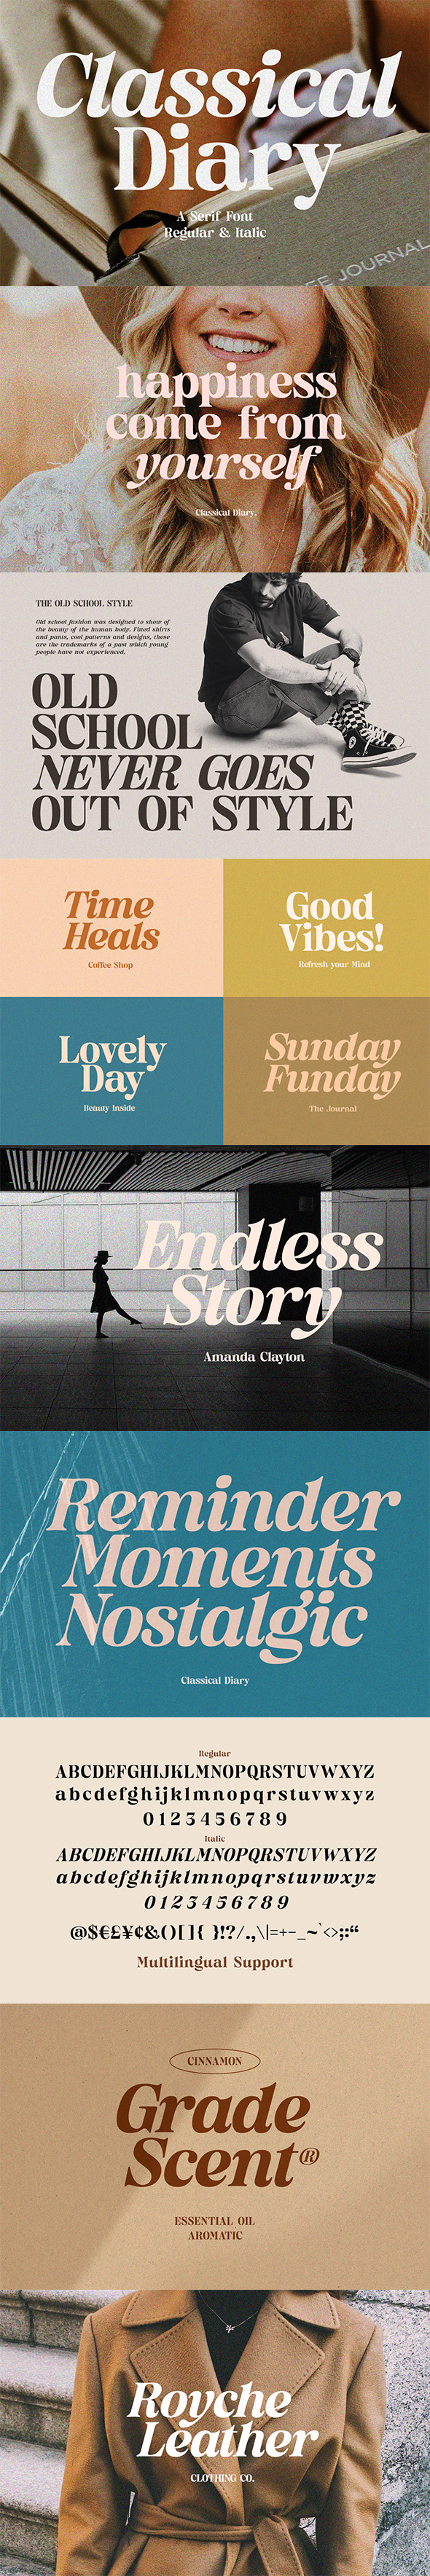 Classical
Diary
A Serif Font
Regular & Italic
FE JOURNAL
happiness
come from
yourself
Classical Diary.
THE OLD SCHOOL STYLE
Old school fashion was designed to show of
the beauty of the human body. Fitted shirts
and pants, cool patterns and designs, these
are the trademarks of a past which young
people have not experienced.
OLD
SCHOOL
NEVER GOES
OUT OF STYLE
Time
Heals
Coffee Shop
Good
Vibes!
Refresh your Mind
Lovely
Day
Beauty Inside
Sunday
Funday
The Journal
Endless
Story
Amanda Clayton
Reminder
Moments
Nostalgic
Classical Diary
Regular
ABCDEFGHIJKLMNOPQRSTUVWXYZ
abcdefghijklmnopqrstuvwxyz
0123456789
Italic
ABCDEFGHIJKLMNOPQRSTUVWXYZ
abcdefghijklmnopqrstuvwxyz
0123456789
@$€£¥¢&()[]{ }!?/.,\|=+-_~`<>;:“
Multilingual Support
CINNAMON
Grade
Scent®
ESSENTIAL OIL
AROMATIC
Royche
Leather
CLOTHING CO.